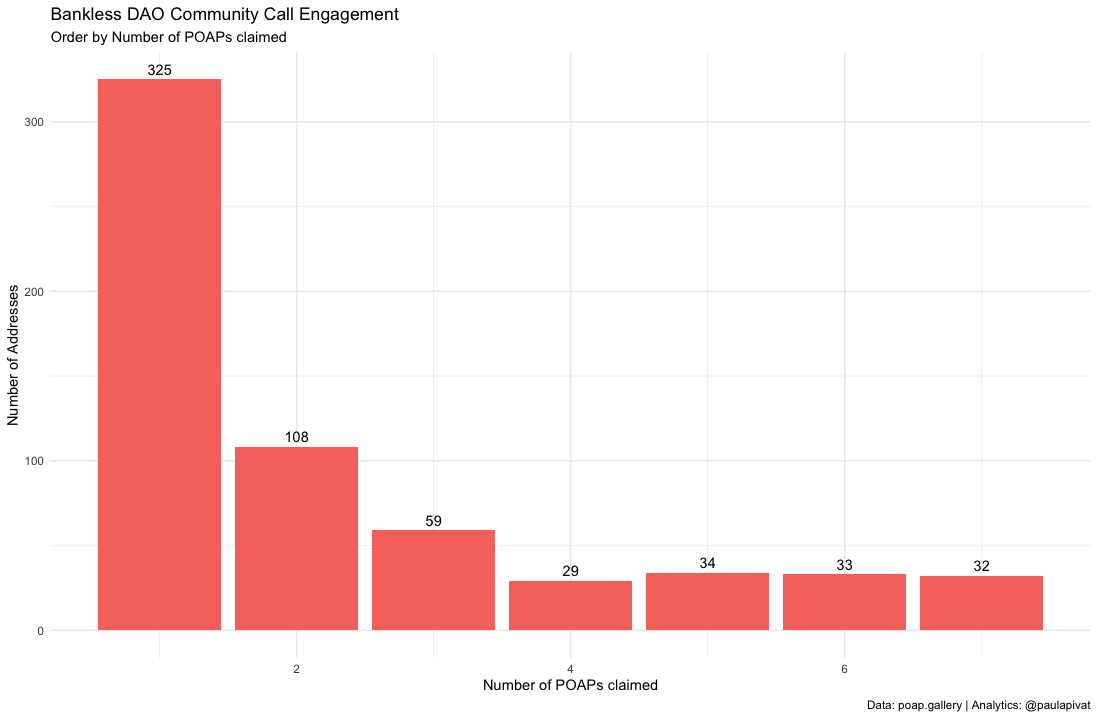 Bankless DAO Community Call Engagement
Order by Number of POAPs claimed
325
300
200
Number of Addresses
108
100
59
29
34
33
32
0
2
4
6
Number of POAPs claimed
Data: poap.gallery | Analytics: @paulapivat